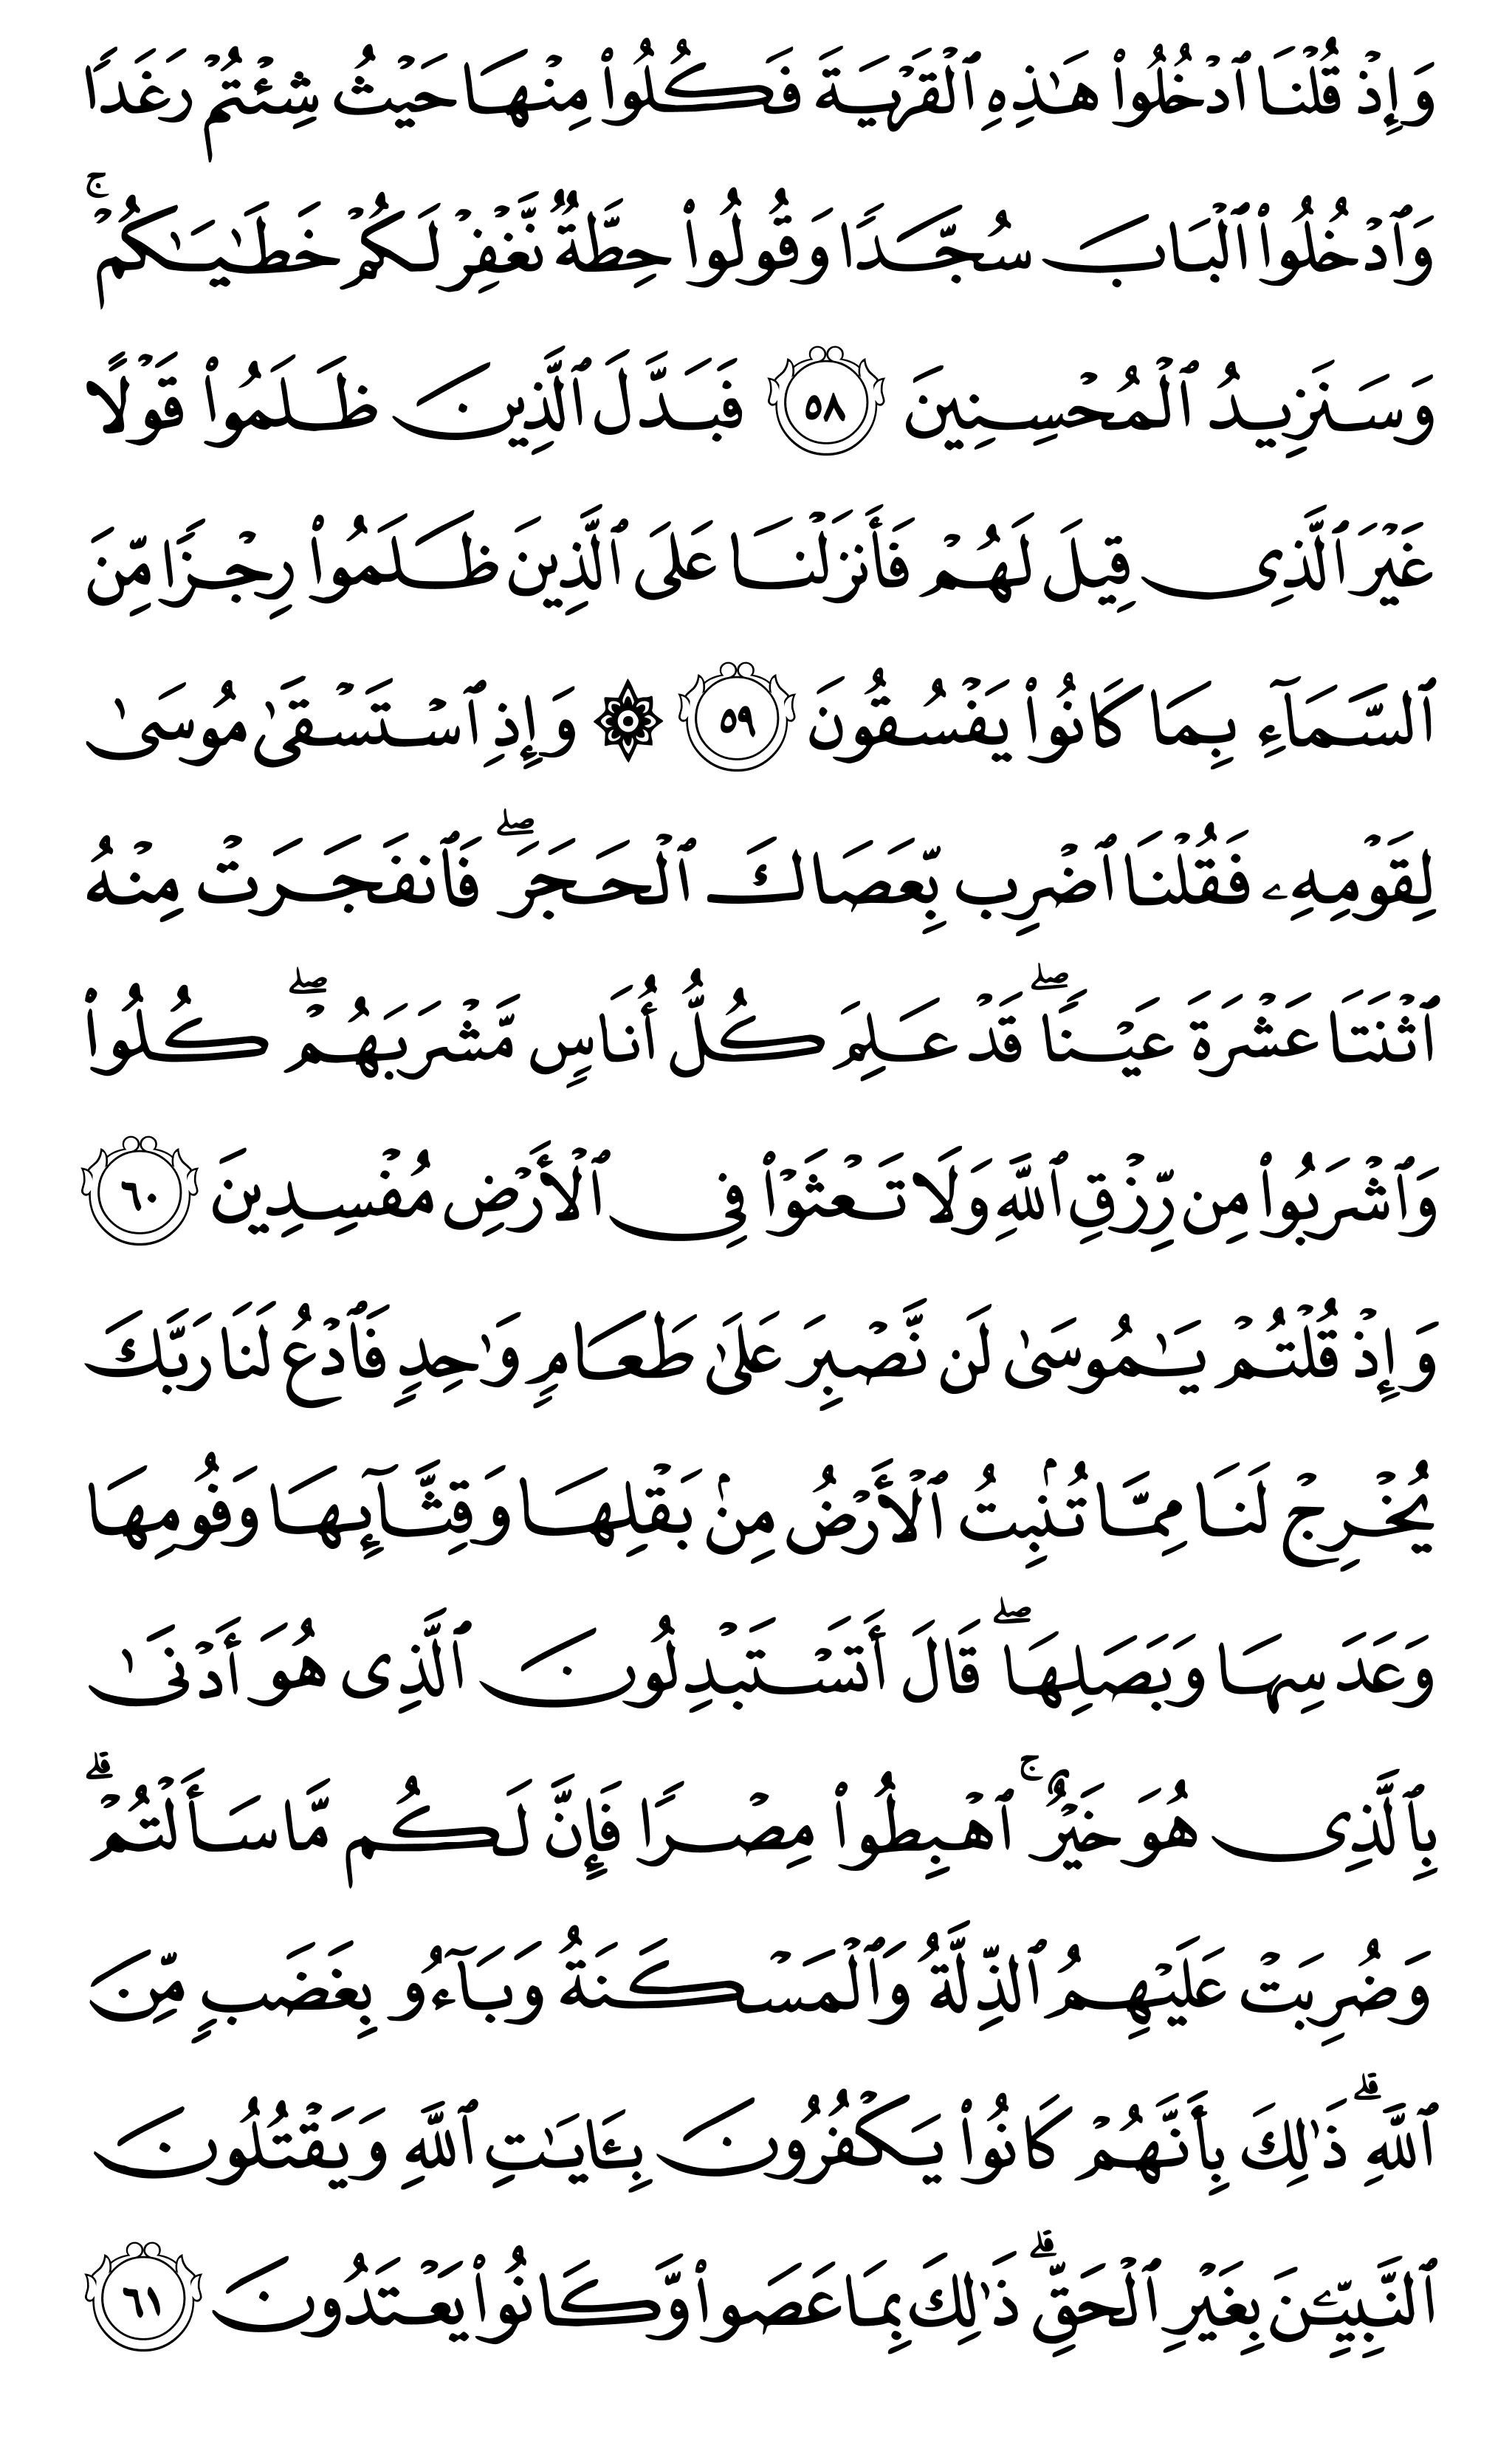 وَإِذْ قُلْنَا ٱدْخُلُوا۟ هَـٰذِهِ ٱلْقَرْيَةَ فَكُلُوا۟ مِنْهَا حَيْثُ شِئْتُمْ رَغَدًا
وَٱدْخُلُوا۟ ٱلْبَابَ سُجَّدًا وَقُولُوا۟ حِطَّةٌ نَّغْفِرْ لَكُمْ خَطَـٰيَـٰكُمْ ۚ
وَسَنَزِيدُ ٱلْمُحْسِنِينَ ٥٨ فَبَدَّلَ ٱلَّذِينَ ظَلَمُوا۟ قَوْلًا
غَيْرَ ٱلَّذِى قِيلَ لَهُمْ فَأَنزَلْنَا عَلَى ٱلَّذِينَ ظَلَمُوا۟ رِجْزًا مِّنَ
ٱلسَّمَآءِ بِمَا كَانُوا۟ يَفْسُقُونَ ٥٩ ۞ وَإِذِ ٱسْتَسْقَىٰ مُوسَىٰ
لِقَوْمِهِۦ فَقُلْنَا ٱضْرِب بِّعَصَاكَ ٱلْحَجَرَ ۖ فَٱنفَجَرَتْ مِنْهُ
ٱثْنَتَا عَشْرَةَ عَيْنًا ۖ قَدْ عَلِمَ كُلُّ أُنَاسٍ مَّشْرَبَهُمْ ۖ كُلُوا۟
وَٱشْرَبُوا۟ مِن رِّزْقِ ٱللَّهِ وَلَا تَعْثَوْا۟ فِى ٱلْأَرْضِ مُفْسِدِينَ ٦٠
وَإِذْ قُلْتُمْ يَـٰمُوسَىٰ لَن نَّصْبِرَ عَلَىٰ طَعَامٍ وَٰحِدٍ فَٱدْعُ لَنَا رَبَّكَ
يُخْرِجْ لَنَا مِمَّا تُنۢبِتُ ٱلْأَرْضُ مِنۢ بَقْلِهَا وَقِثَّآئِهَا وَفُومِهَا
وَعَدَسِهَا وَبَصَلِهَا ۖ قَالَ أَتَسْتَبْدِلُونَ ٱلَّذِى هُوَ أَدْنَىٰ
بِٱلَّذِى هُوَ خَيْرٌ ۚ ٱهْبِطُوا۟ مِصْرًا فَإِنَّ لَكُم مَّا سَأَلْتُمْ ۗ
وَضُرِبَتْ عَلَيْهِمُ ٱلذِّلَّةُ وَٱلْمَسْكَنَةُ وَبَآءُو بِغَضَبٍ مِّنَ
ٱللَّهِ ۗ ذَٰلِكَ بِأَنَّهُمْ كَانُوا۟ يَكْفُرُونَ بِـَٔايَـٰتِ ٱللَّهِ وَيَقْتُلُونَ
ٱلنَّبِيِّـۧنَ بِغَيْرِ ٱلْحَقِّ ۗ ذَٰلِكَ بِمَا عَصَوا۟ وَّكَانُوا۟ يَعْتَدُونَ ٦١